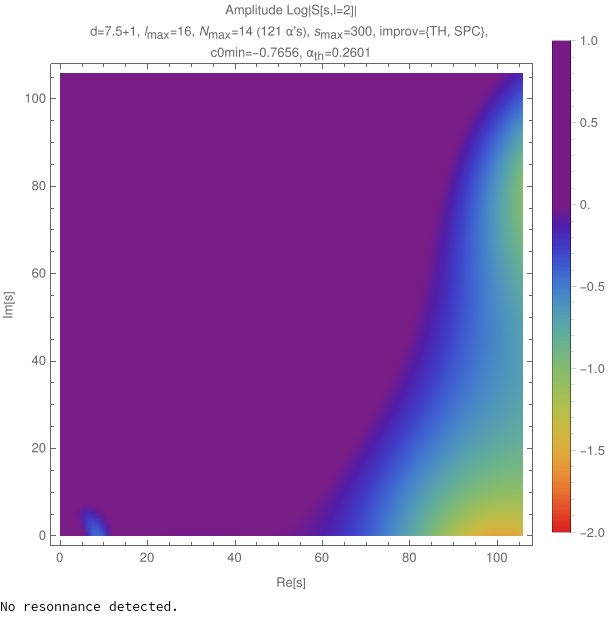 Amplitude Log|S[s,l=2]|
d=7.5+1, lmax=16, Nmax=14 (121 α's), smax=300, improv={TH, SPC},
c0min=−0.7656, αth=0.2601
1.0
0.5
0.
−0.5
−1.0
−1.5
−2.0
100
80
60
40
20
0
Im[s]
0 20 40 60 80 100
Re[s]
No resonnance detected.